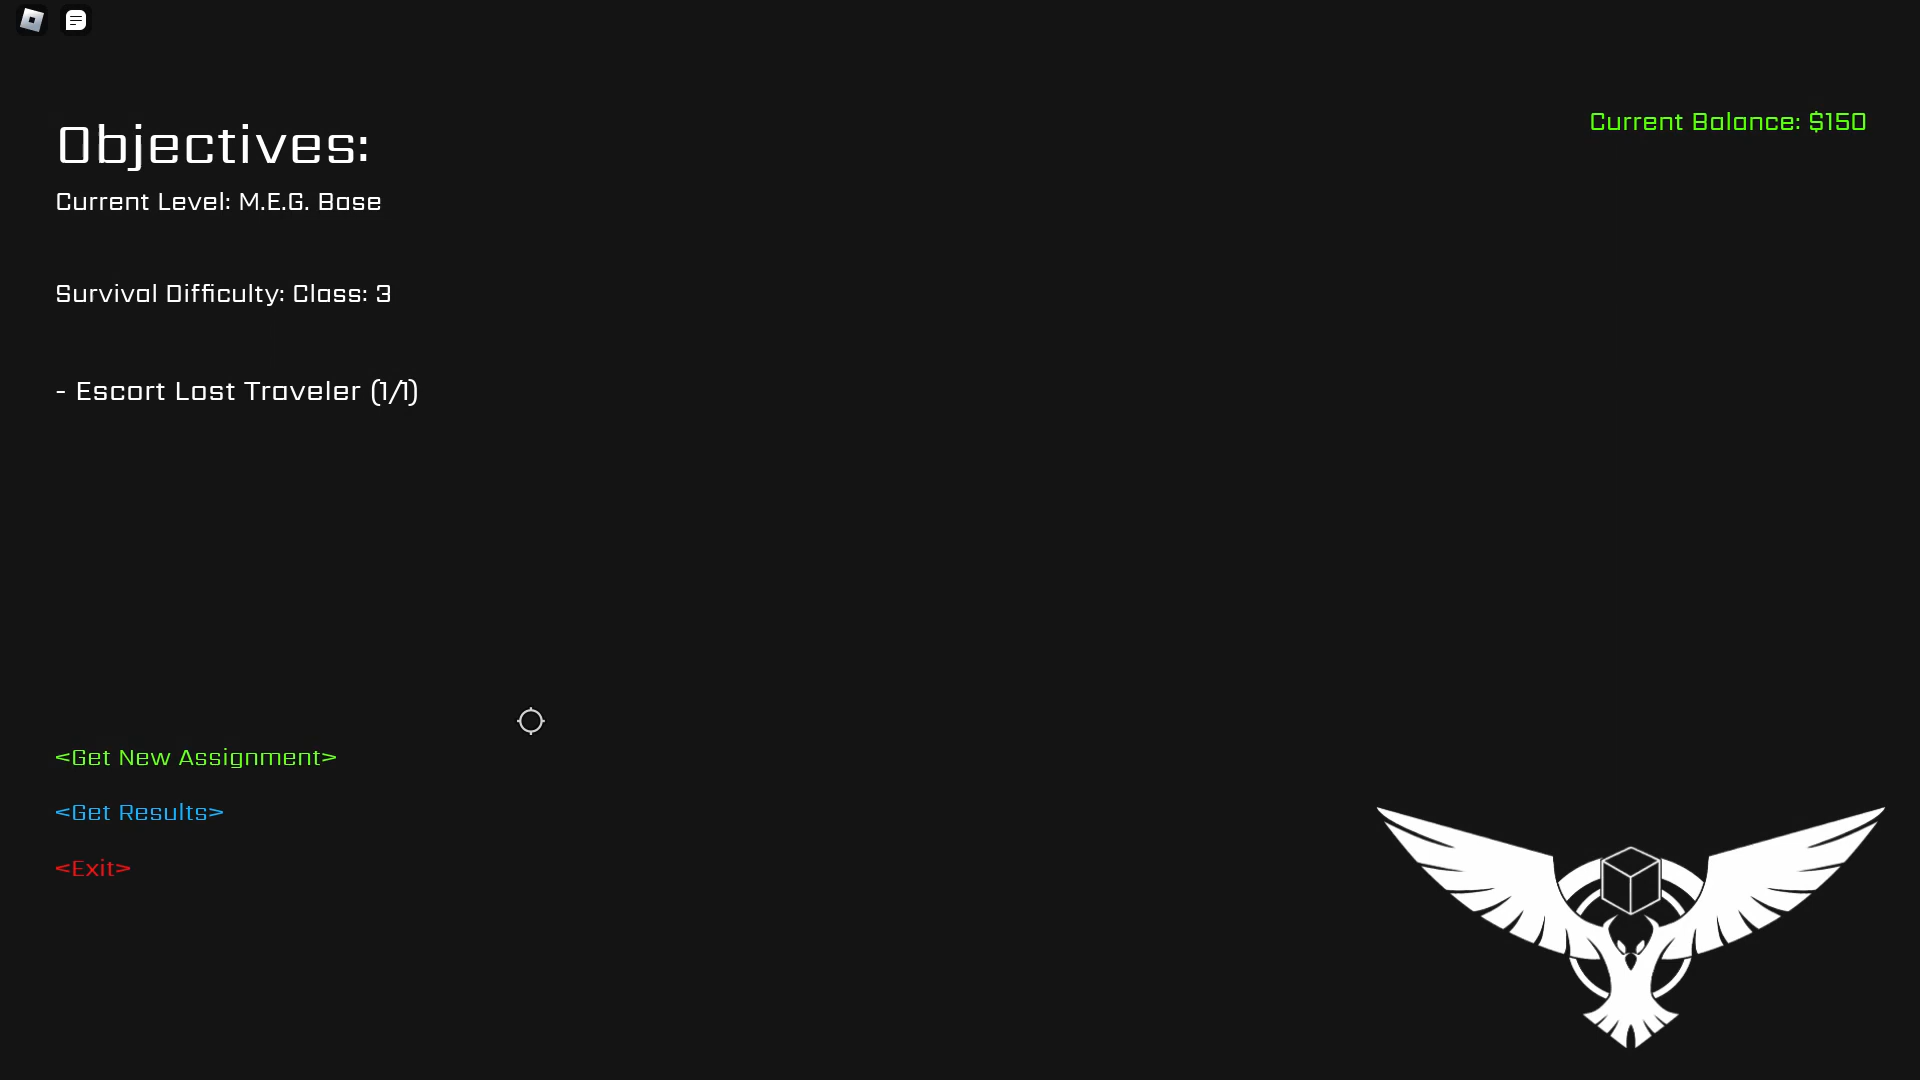 Objectives:
Current Balance: $150
Current Level: M.E.G. Base
Survival Difficulty: Class: 3
- Escort Lost Traveler (1/1)
<Get New Assignment>
<Get Results>
<Exit>